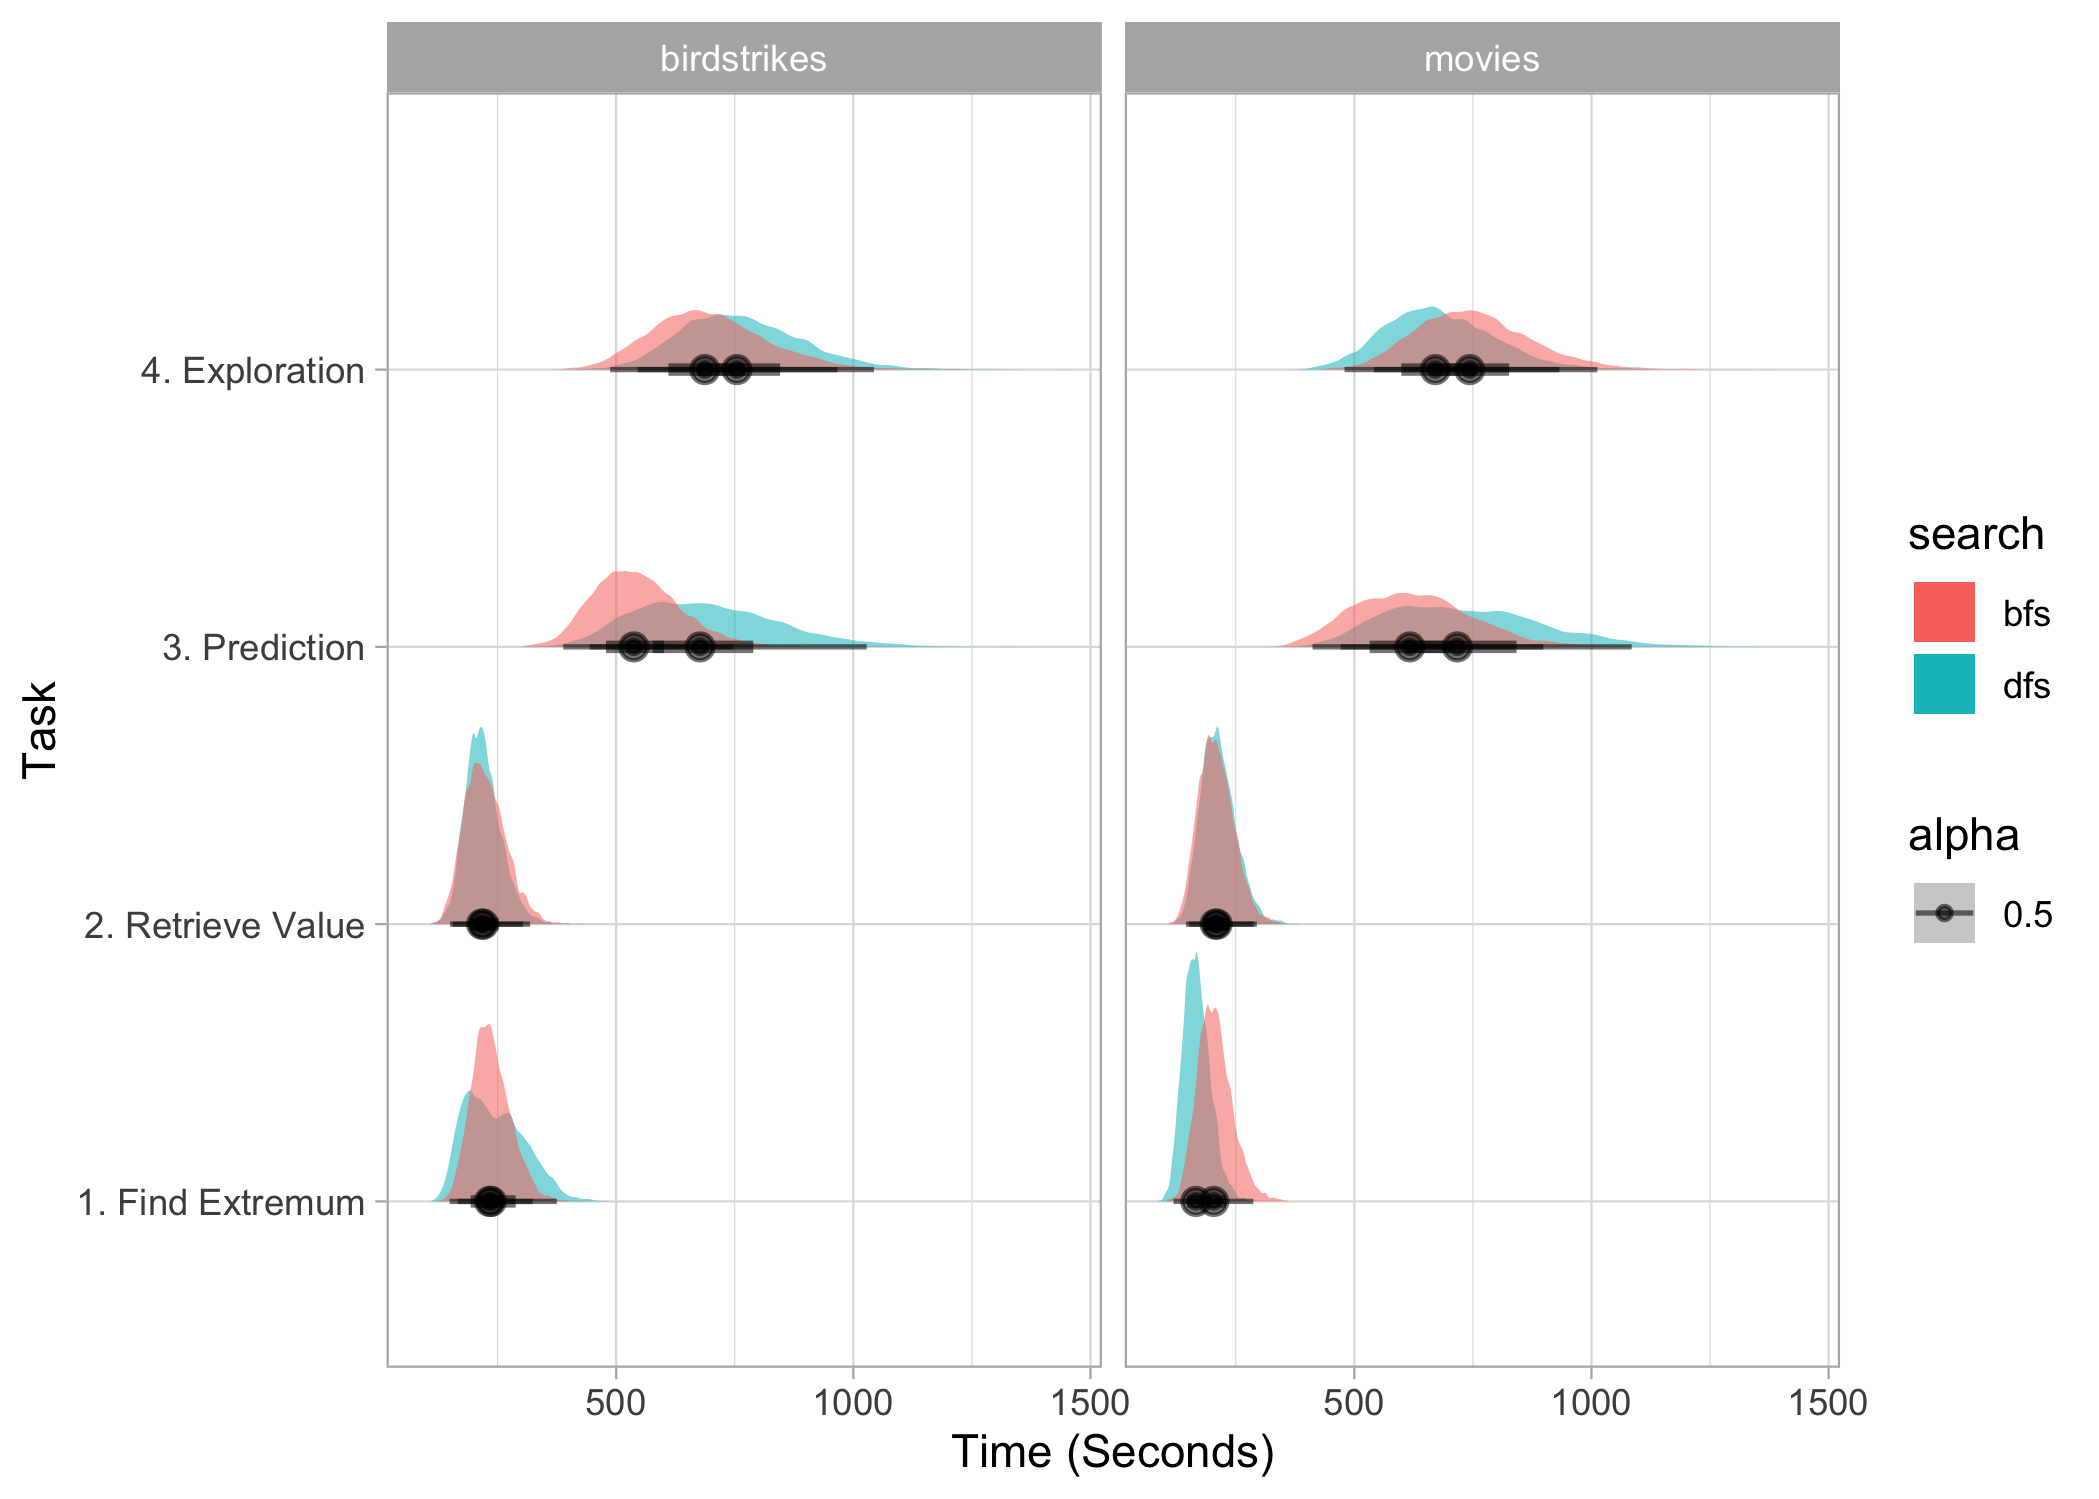 birdstrikes
movies
4. Exploration
3. Prediction
2. Retrieve Value
1. Find Extremum
Task
500
1000
1500
500
1000
1500
Time (Seconds)
search
bfs
dfs
alpha
0.5